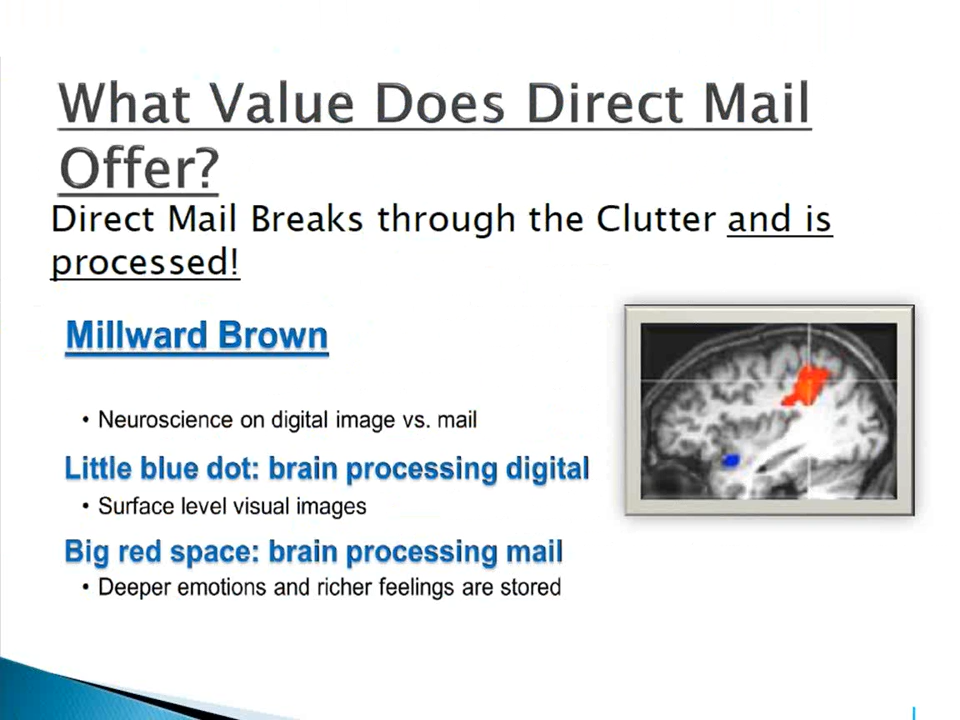 What Value Does Direct Mail
Offer?
Direct Mail Breaks through the Clutter and is
processed!
Millward Brown
• Neuroscience on digital image vs. mail
Little blue dot: brain processing digital
• Surface level visual images
Big red space: brain processing mail
• Deeper emotions and richer feelings are stored